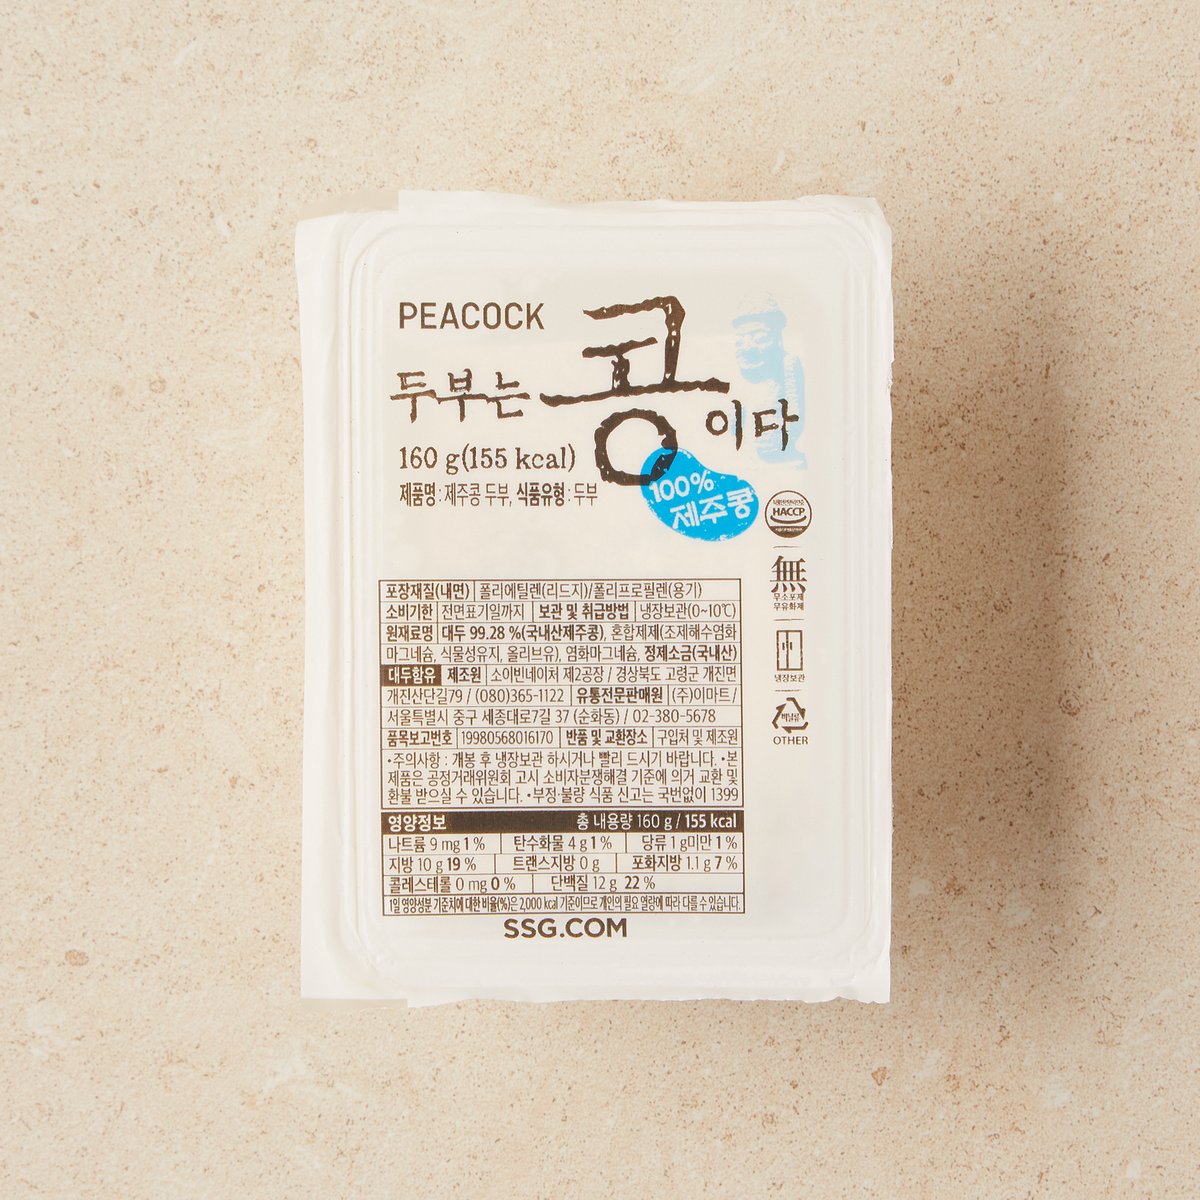 PEACOCK
두부는 콩이다
160 g(155 kcal)
제품명 : 제주콩 두부, 식품유형 : 두부
100%
제주콩
HACCP
無
무소포제
무유화제
냉장보관
비닐류
OTHER
포장재질(내면) 폴리에틸렌(리드지)/폴리프로필렌(용기)
소비기한 전면표기일까지 보관 및 취급방법 냉장보관(0~10℃)
원재료명 대두 99.28 %(국내산제주콩), 혼합제제(조제해수염화
마그네슘, 식물성유지, 올리브유), 염화마그네슘, 정제소금(국내산)
대두함유 제조원 소이빈네이처 제2공장 / 경상북도 고령군 개진면
개진산단길79 / (080)365-1122 유통전문판매원 (주)이마트 /
서울특별시 중구 세종대로7길 37 (순화동) / 02-380-5678
품목보고번호 19980568016170 반품 및 교환장소 구입처 및 제조원
•주의사항 : 개봉 후 냉장보관 하시거나 빨리 드시기 바랍니다. •본
제품은 공정거래위원회 고시 소비자분쟁해결 기준에 의거 교환 및
환불 받으실 수 있습니다. •부정·불량 식품 신고는 국번없이 1399
영양정보 총 내용량 160 g / 155 kcal
나트륨 9 mg 1 % 탄수화물 4 g 1 % 당류 1 g미만 1 %
지방 10 g 19 % 트랜스지방 0 g 포화지방 1.1 g 7 %
콜레스테롤 0 mg 0 % 단백질 12 g 22 %
1일 영양성분 기준치에 대한 비율(%)은 2,000 kcal 기준이므로 개인의 필요 열량에 따라 다를 수 있습니다.
SSG.COM